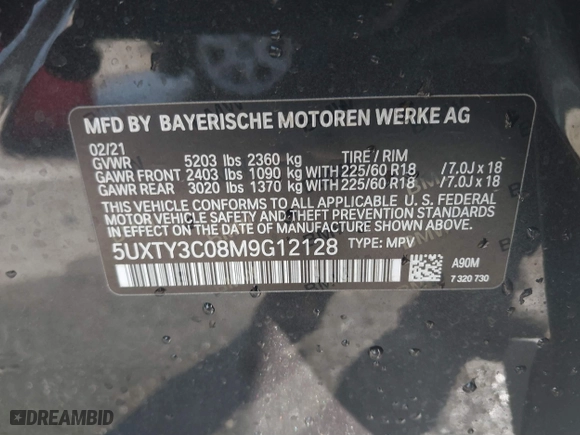 MFD BY BAYERISCHE MOTOREN WERKE AG
02/21
GVWR 5203 lbs 2360 kg TIRE / RIM
GAWR FRONT 2403 lbs 1090 kg WITH 225/60 R18 / 7.0J x 18
GAWR REAR 3020 lbs 1370 kg WITH 225/60 R18 / 7.0J x 18
THIS VEHICLE CONFORMS TO ALL APPLICABLE U. S. FEDERAL
MOTOR VEHICLE SAFETY AND THEFT PREVENTION STANDARDS
IN EFFECT ON THE DATE OF MANUFACTURE SHOWN ABOVE.
5UXTY3C08M9G12128 TYPE: MPV
A90M
7 320 730
DREAMBID